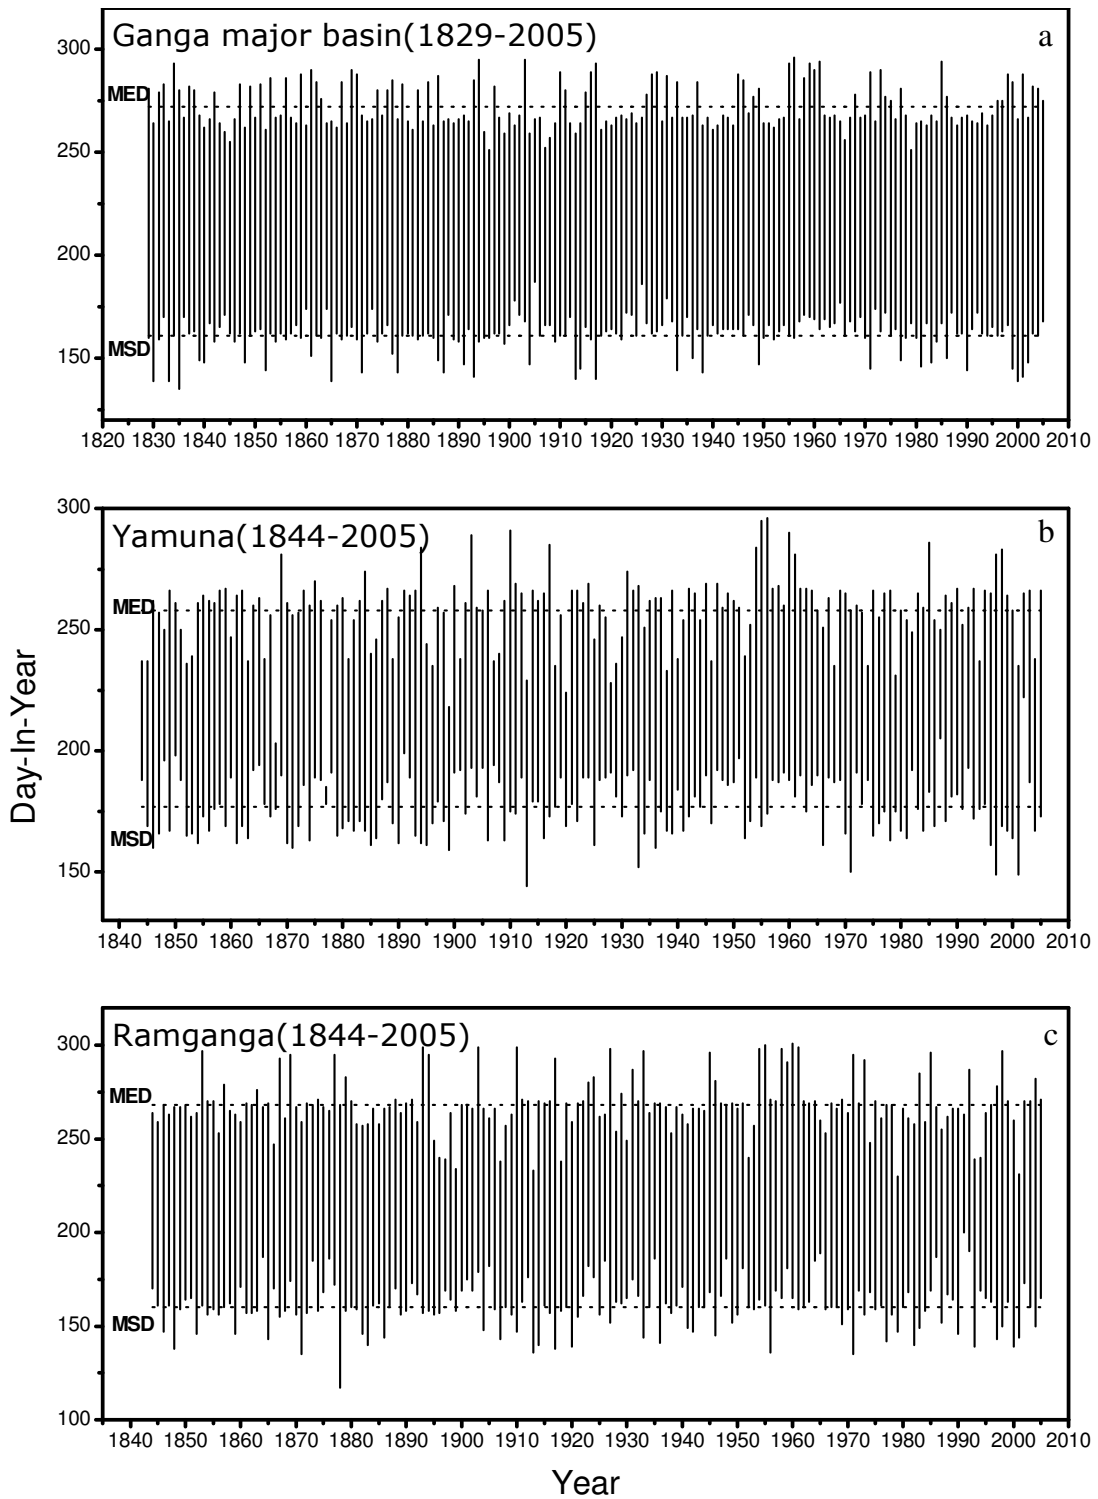 Ganga major basin(1829-2005) a
300
MED
250
200
MSD
150
1820 1830 1840 1850 1860 1870 1880 1890 1900 1910 1920 1930 1940 1950 1960 1970 1980 1990 2000 2010
300
Yamuna(1844-2005) b
MED
250
200
MSD
150
1840 1850 1860 1870 1880 1890 1900 1910 1920 1930 1940 1950 1960 1970 1980 1990 2000 2010
Day-In-Year
Ramganga(1844-2005) c
300
MED
250
200
150
MSD
100
1840 1850 1860 1870 1880 1890 1900 1910 1920 1930 1940 1950 1960 1970 1980 1990 2000 2010
Year